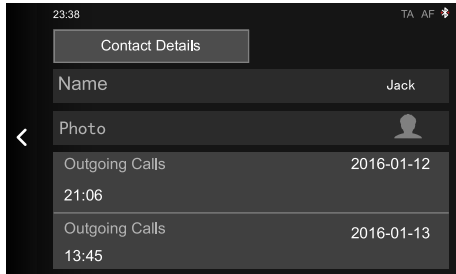 23:38 TA AF
Contact Details
Name Jack
Photo
Outgoing Calls 2016-01-12
21:06
Outgoing Calls 2016-01-13
13:45